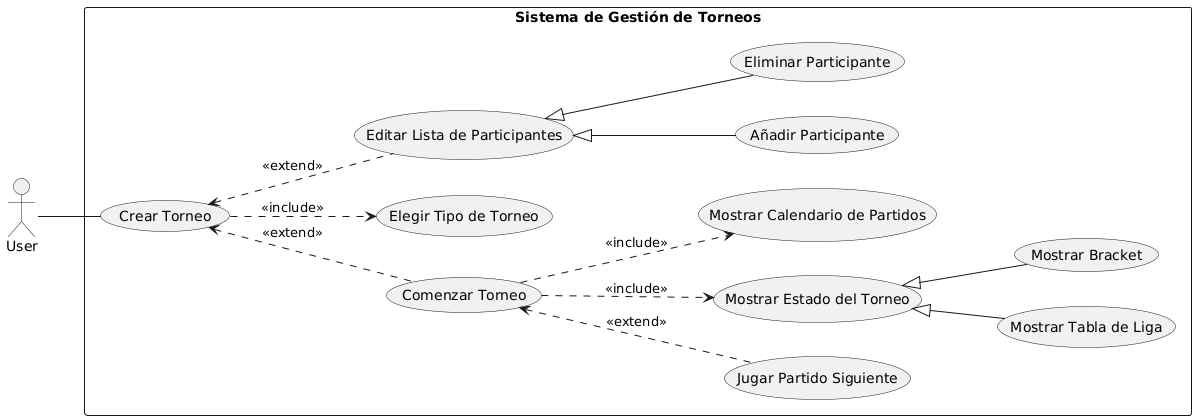 Sistema de Gestión de Torneos
Eliminar Participante
Editar Lista de Participantes
Añadir Participante
«extend»
Crear Torneo
«include»
Elegir Tipo de Torneo
«extend»
User
Mostrar Calendario de Partidos
«include»
Comenzar Torneo
«include»
Mostrar Estado del Torneo
Mostrar Bracket
Mostrar Tabla de Liga
«extend»
Jugar Partido Siguiente